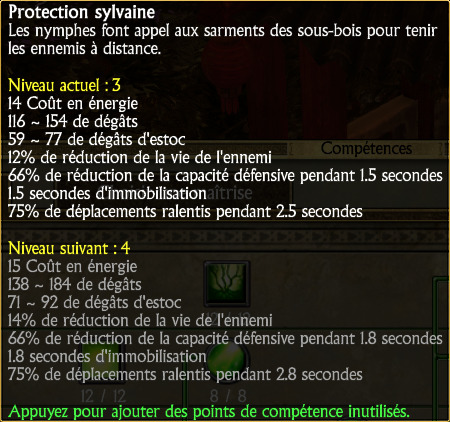 Protection sylvaine
Les nymphes font appel aux sarments des sous-bois pour tenir
les ennemis à distance.
Niveau actuel : 3
14 Coût en énergie
116 ~ 154 de dégâts
59 ~ 77 de dégâts d'estoc
12% de réduction de la vie de l'ennemi
Compétences
66% de réduction de la capacité défensive pendant 1.5 secondes
1.5 secondes d'immobilisation
75% de déplacements ralentis pendant 2.5 secondes
Niveau suivant : 4
15 Coût en énergie
138 ~ 184 de dégâts
71 ~ 92 de dégâts d'estoc
14% de réduction de la vie de l'ennemi
66% de réduction de la capacité défensive pendant 1.8 secondes
1.8 secondes d'immobilisation
75% de déplacements ralentis pendant 2.8 secondes
12 / 12 8 / 8
Appuyez pour ajouter des points de compétence inutilisés.